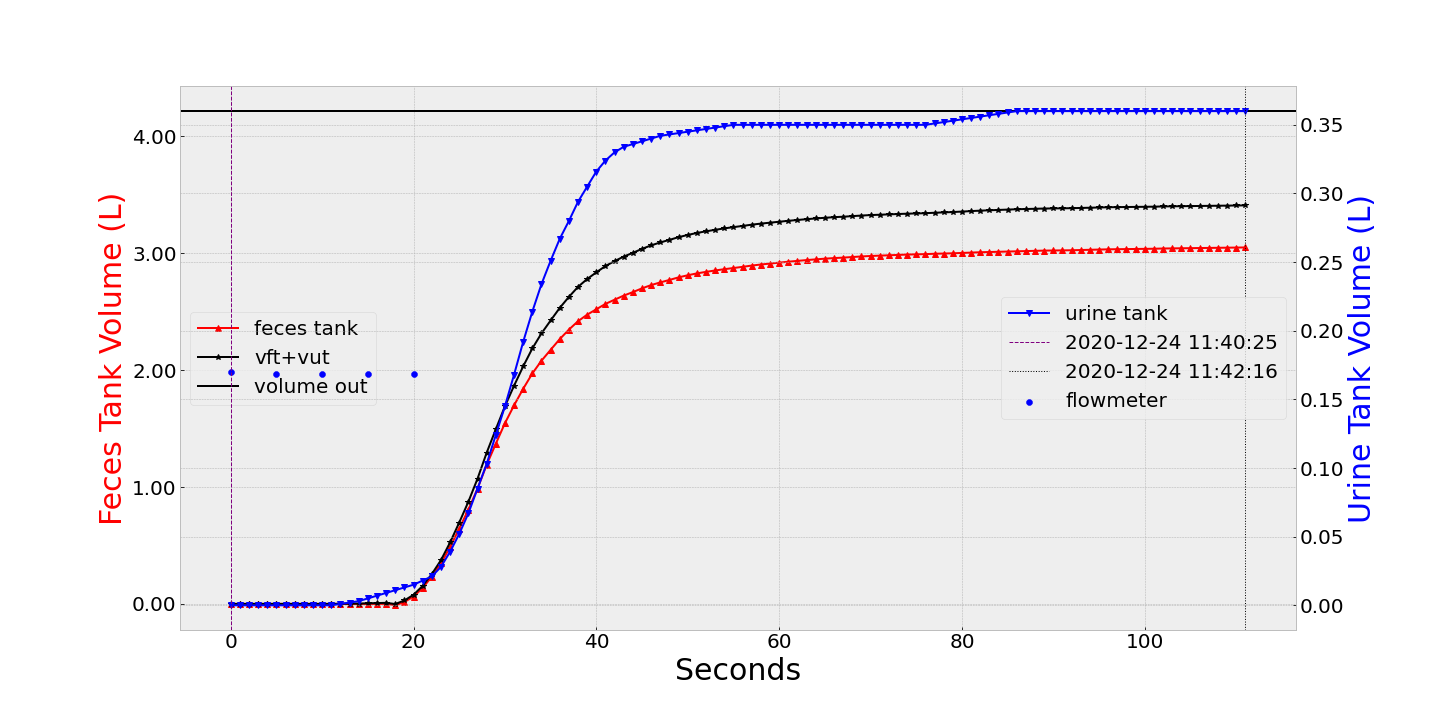 4.00
3.00
2.00
1.00
0.00
Feces Tank Volume (L)
feces tank
vft+vut
volume out
urine tank
2020-12-24 11:40:25
2020-12-24 11:42:16
flowmeter
0.35
0.30
0.25
0.20
0.15
0.10
0.05
0.00
Urine Tank Volume (L)
0 20 40 60 80 100
Seconds